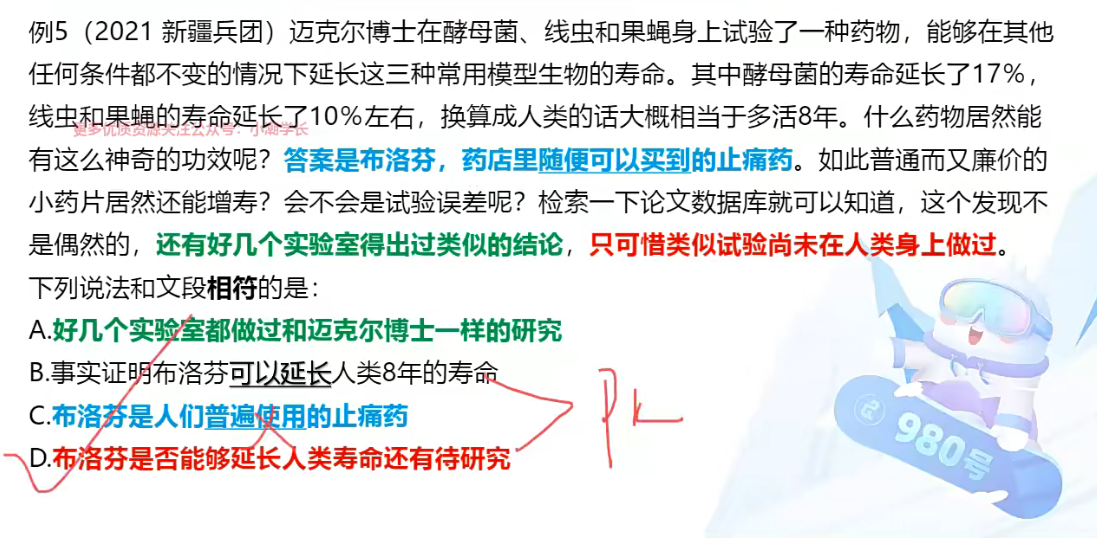 例5（2021 新疆兵团）迈克尔博士在酵母菌、线虫和果蝇身上试验了一种药物，能够在其他
任何条件都不变的情况下延长这三种常用模型生物的寿命。其中酵母菌的寿命延长了17%，
线虫和果蝇的寿命延长了10%左右，换算成人类的话大概相当于多活8年。什么药物居然能
更多优质资源关注公众号：小潮学长
有这么神奇的功效呢？答案是布洛芬，药店里随便可以买到的止痛药。如此普通而又廉价的
小药片居然还能增寿？会不会是试验误差呢？检索一下论文数据库就可以知道，这个发现不
是偶然的，还有好几个实验室得出过类似的结论，只可惜类似试验尚未在人类身上做过。
下列说法和文段相符的是：
A.好几个实验室都做过和迈克尔博士一样的研究
B.事实证明布洛芬可以延长人类8年的寿命
C.布洛芬是人们普遍使用的止痛药
D.布洛芬是否能够延长人类寿命还有待研究
PK
980号